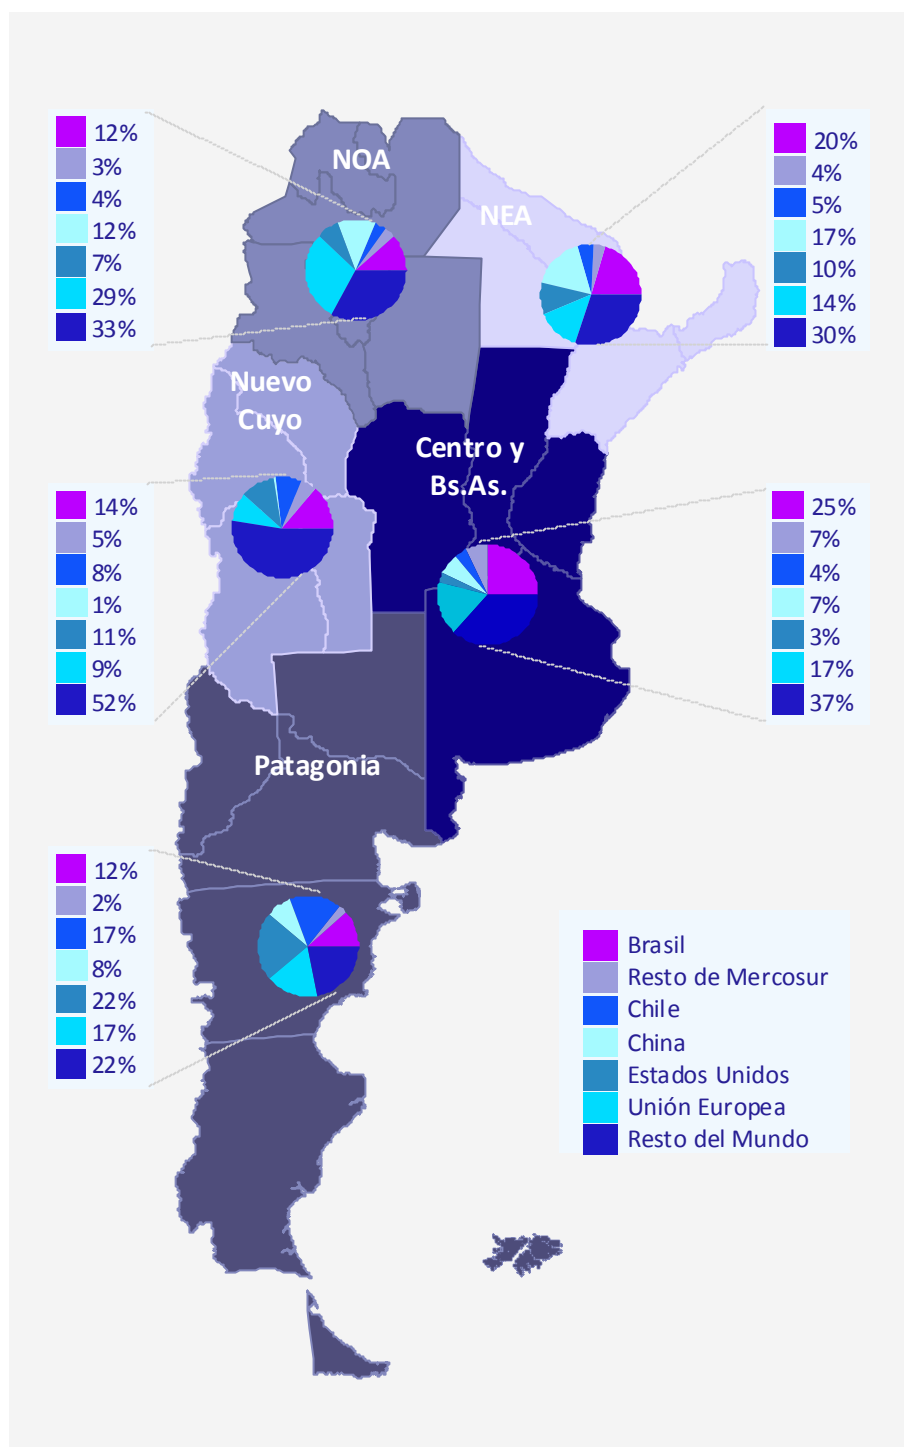 12%
3%
4%
12%
7%
29%
33%
NOA
NEA
20%
4%
5%
17%
10%
14%
30%
Nuevo
Cuyo
Centro y
Bs.As.
14%
5%
8%
1%
11%
9%
52%
25%
7%
4%
7%
3%
17%
37%
Patagonia
12%
2%
17%
8%
22%
17%
22%
Brasil
Resto de Mercosur
Chile
China
Estados Unidos
Unión Europea
Resto del Mundo